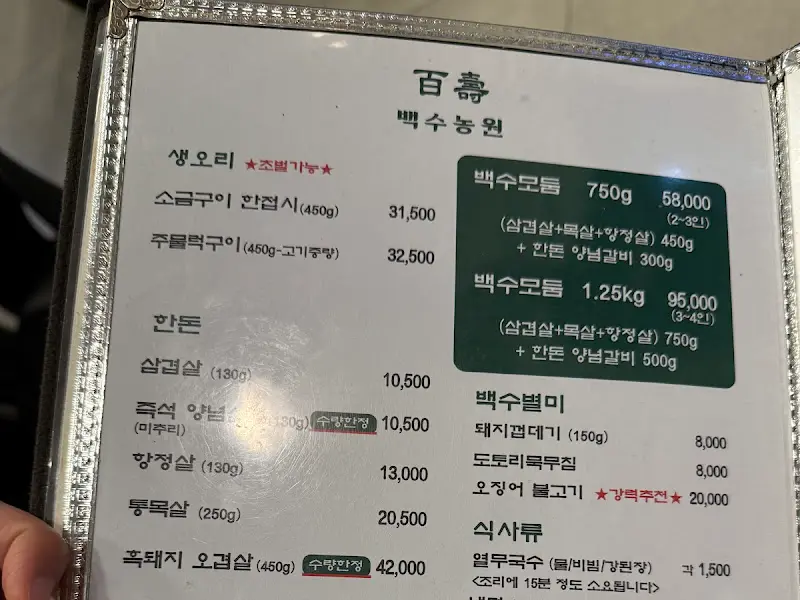 百壽
백수농원
생오리 ★초벌가능★
소금구이 한접시(450g) 31,500
주물럭구이(450g-고기중량) 32,500
한돈
삼겹살 (130g) 10,500
즉석 양념 (130g) 수량한정 10,500
(미추리)
항정살 (130g) 13,000
통목살 (250g) 20,500
흑돼지 오겹살(450g) 수량한정 42,000
백수모둠 750g 58,000
(2~3인)
(삼겹살+목살+항정살) 450g
+ 한돈 양념갈비 300g
백수모둠 1.25kg 95,000
(3~4인)
(삼겹살+목살+항정살) 750g
+ 한돈 양념갈비 500g
백수별미
돼지껍데기 (150g) 8,000
도토리묵무침 8,000
오징어 불고기 ★강력추천★ 20,000
식사류
열무국수 (물/비빔/강된장) 각 1,500
<조리에 15분 정도 소요됩니다>